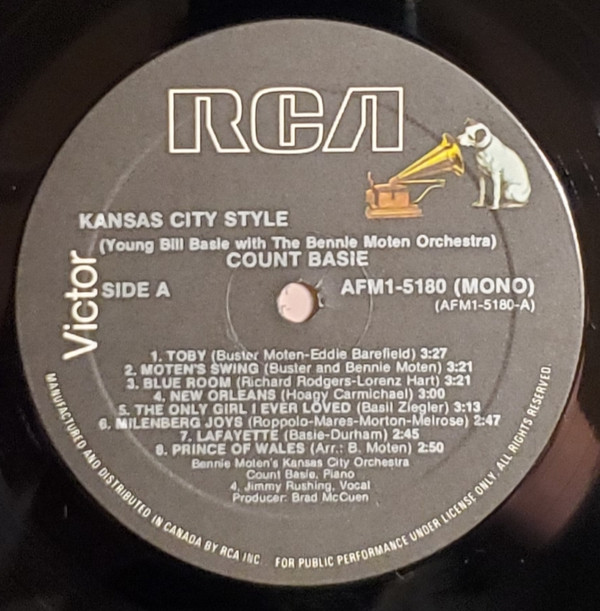 RCA
KANSAS CITY STYLE
(Young Bill Basie with The Bennie Moten Orchestra)
COUNT BASIE
Victor
SIDE A
AFM1-5180 (MONO)
(AFM1-5180-A)
1. TOBY (Buster Moten-Eddie Barefield) 3:27
2. MOTEN'S SWING (Buster and Bennie Moten) 3:21
3. BLUE ROOM (Richard Rodgers-Lorenz Hart) 3:21
4. NEW ORLEANS (Hoagy Carmichael) 3:00
5. THE ONLY GIRL I EVER LOVED (Basil Ziegler) 3:13
6. MILENBERG JOYS (Roppolo-Mares-Morton-Melrose) 2:47
7. LAFAYETTE (Basie-Durham) 2:45
8. PRINCE OF WALES (Arr.: B. Moten) 2:50
Bennie Moten's Kansas City Orchestra
Count Basie, Piano
4, Jimmy Rushing, Vocal
Producer: Brad McCuen
MANUFACTURED AND DISTRIBUTED IN CANADA BY RCA INC. FOR PUBLIC PERFORMANCE UNDER LICENSE ONLY. ALL RIGHTS RESERVED.